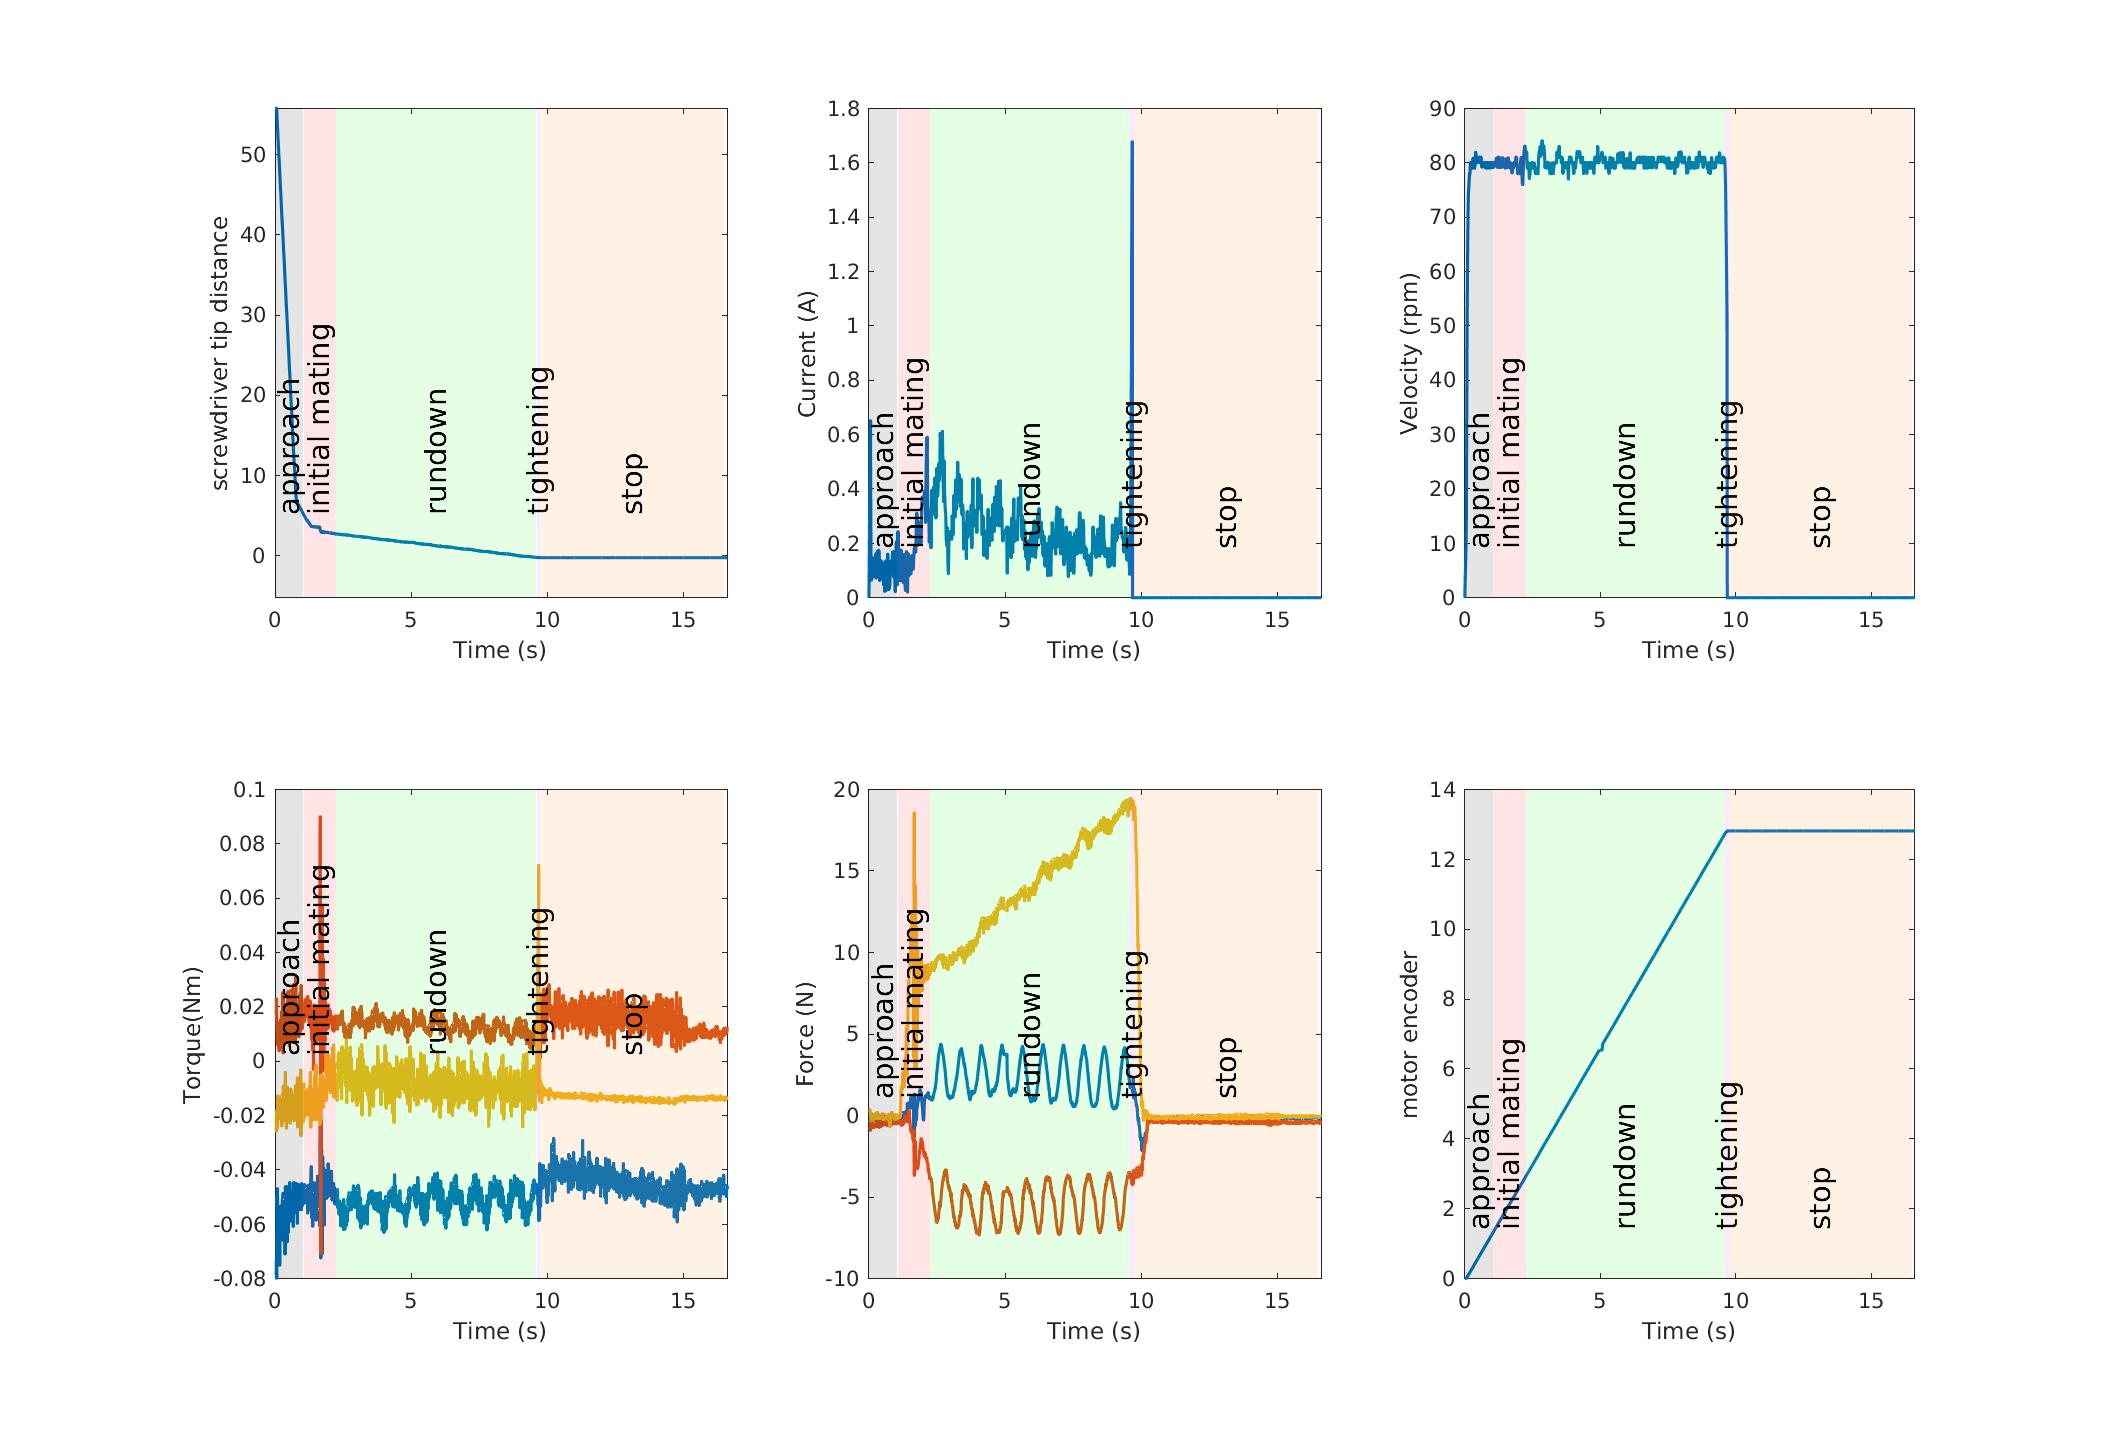 screwdriver tip distance
50
40
30
20
10
0
approach
initial mating
rundown
tightening
stop
0 5 10 15
Time (s)
Current (A)
1.8
1.6
1.4
1.2
1
0.8
0.6
0.4
0.2
0
approach
initial mating
rundown
tightening
stop
0 5 10 15
Time (s)
Velocity (rpm)
90
80
70
60
50
40
30
20
10
0
approach
initial mating
rundown
tightening
stop
0 5 10 15
Time (s)
Torque(Nm)
0.1
0.08
0.06
0.04
0.02
0
-0.02
-0.04
-0.06
-0.08
approach
initial mating
rundown
tightening
stop
0 5 10 15
Time (s)
Force (N)
20
15
10
5
0
-5
-10
approach
initial mating
rundown
tightening
stop
0 5 10 15
Time (s)
motor encoder
14
12
10
8
6
4
2
0
approach
initial mating
rundown
tightening
stop
0 5 10 15
Time (s)